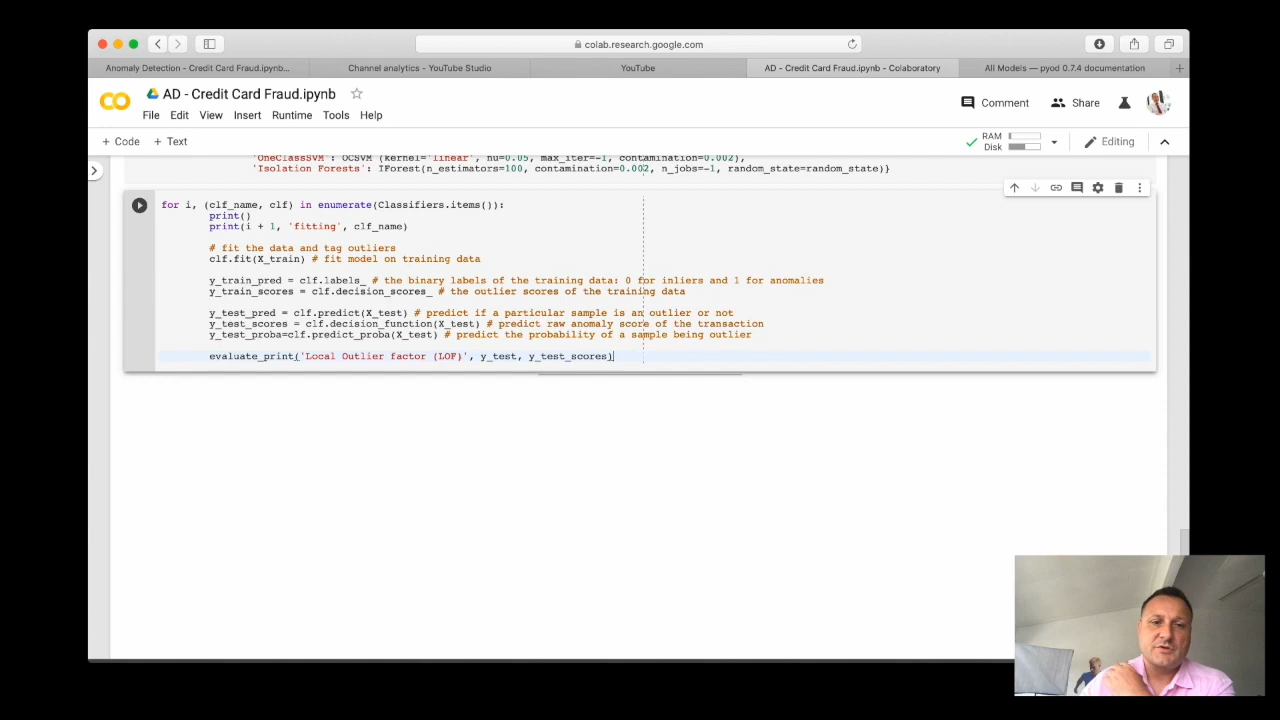 colab.research.google.com
Anomaly Detection - Credit Card Fraud.ipynb...
Channel analytics - YouTube Studio
YouTube
AD - Credit Card Fraud.ipynb - Colaboratory
All Models — pyod 0.7.4 documentation
AD - Credit Card Fraud.ipynb
Comment
Share
File Edit View Insert Runtime Tools Help
+ Code + Text
RAM
Disk
Editing
'OneClassSVM': OCSVM (kernel='linear', nu=0.05, max_iter=-1, contamination=0.002),
'Isolation Forests': IForest(n_estimators=100, contamination=0.002, n_jobs=-1, random_state=random_state)}
for i, (clf_name, clf) in enumerate(Classifiers.items()):
print()
print(i + 1, 'fitting', clf_name)
# fit the data and tag outliers
clf.fit(X_train) # fit model on training data
y_train_pred = clf.labels_ # the binary labels of the training data: 0 for inliers and 1 for anomalies
y_train_scores = clf.decision_scores_ # the outlier scores of the training data
y_test_pred = clf.predict(X_test) # predict if a particular sample is an outlier or not
y_test_scores = clf.decision_function(X_test) # predict raw anomaly score of the transaction
y_test_proba=clf.predict_proba(X_test) # predict the probability of a sample being outlier
evaluate_print('Local Outlier factor (LOF)', y_test, y_test_scores)